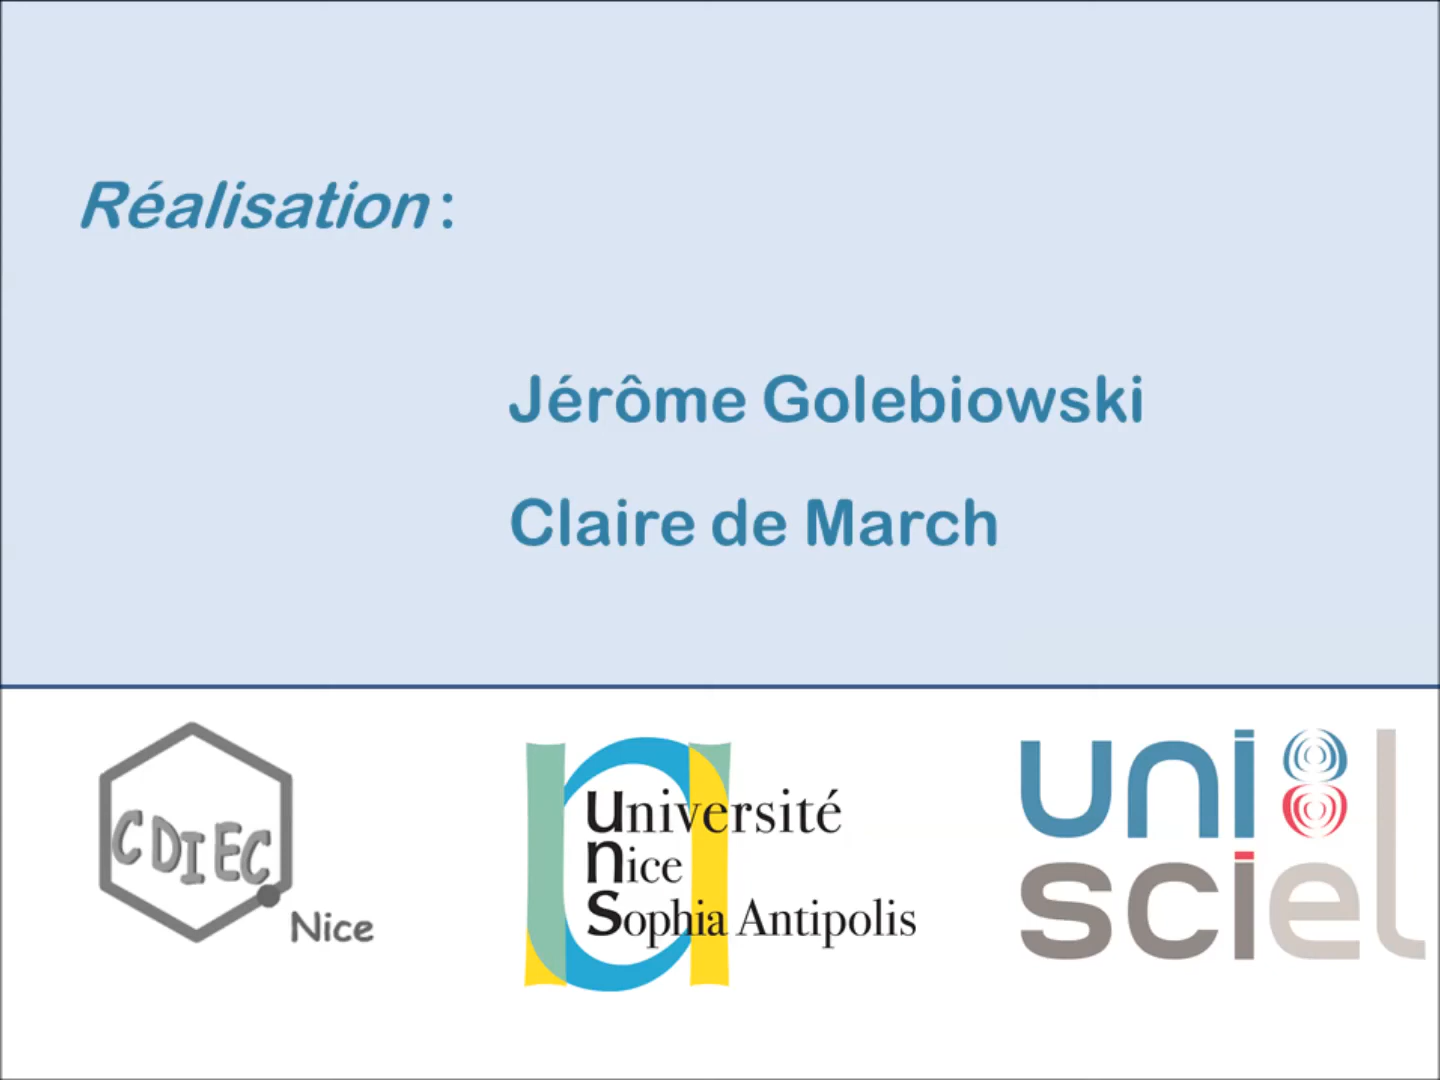 Réalisation :
Jérôme Golebiowski
Claire de March
CDIEC
Nice
Université
Nice
Sophia Antipolis
uni
sciel